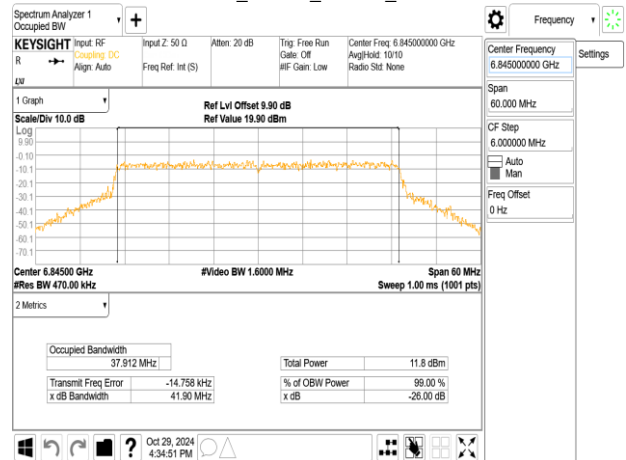 Spectrum Analyzer 1
Occupied BW
Frequency
KEYSIGHT
R
LXI
Input: RF
Coupling: DC
Align: Auto
Input Z: 50 Ω
Freq Ref: Int (S)
Atten: 20 dB
Trig: Free Run
Gate: Off
#IF Gain: Low
Center Freq: 6.845000000 GHz
Avg|Hold: 10/10
Radio Std: None
Center Frequency
6.845000000 GHz
Settings
Span
60.000 MHz
CF Step
6.000000 MHz
Auto
Man
Freq Offset
0 Hz
1 Graph
Scale/Div 10.0 dB
Ref Lvl Offset 9.90 dB
Ref Value 19.90 dBm
Log
9.90
-0.10
-10.1
-20.1
-30.1
-40.1
-50.1
-60.1
-70.1
Center 6.84500 GHz
#Res BW 470.00 kHz
#Video BW 1.6000 MHz
Span 60 MHz
Sweep 1.00 ms (1001 pts)
2 Metrics
Occupied Bandwidth
37.912 MHz
Transmit Freq Error -14.758 kHz
x dB Bandwidth 41.90 MHz
Total Power 11.8 dBm
% of OBW Power 99.00 %
x dB -26.00 dB
?
Oct 29, 2024
4:34:51 PM